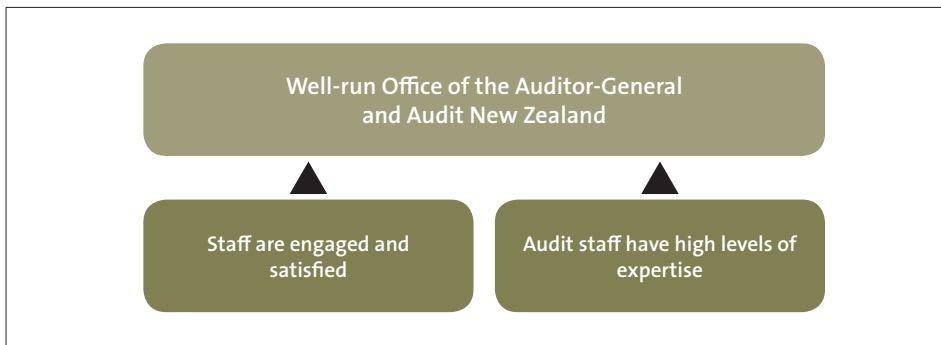 Well-run Office of the Auditor-General
and Audit New Zealand
Staff are engaged and
satisfied
Audit staff have high levels of
expertise